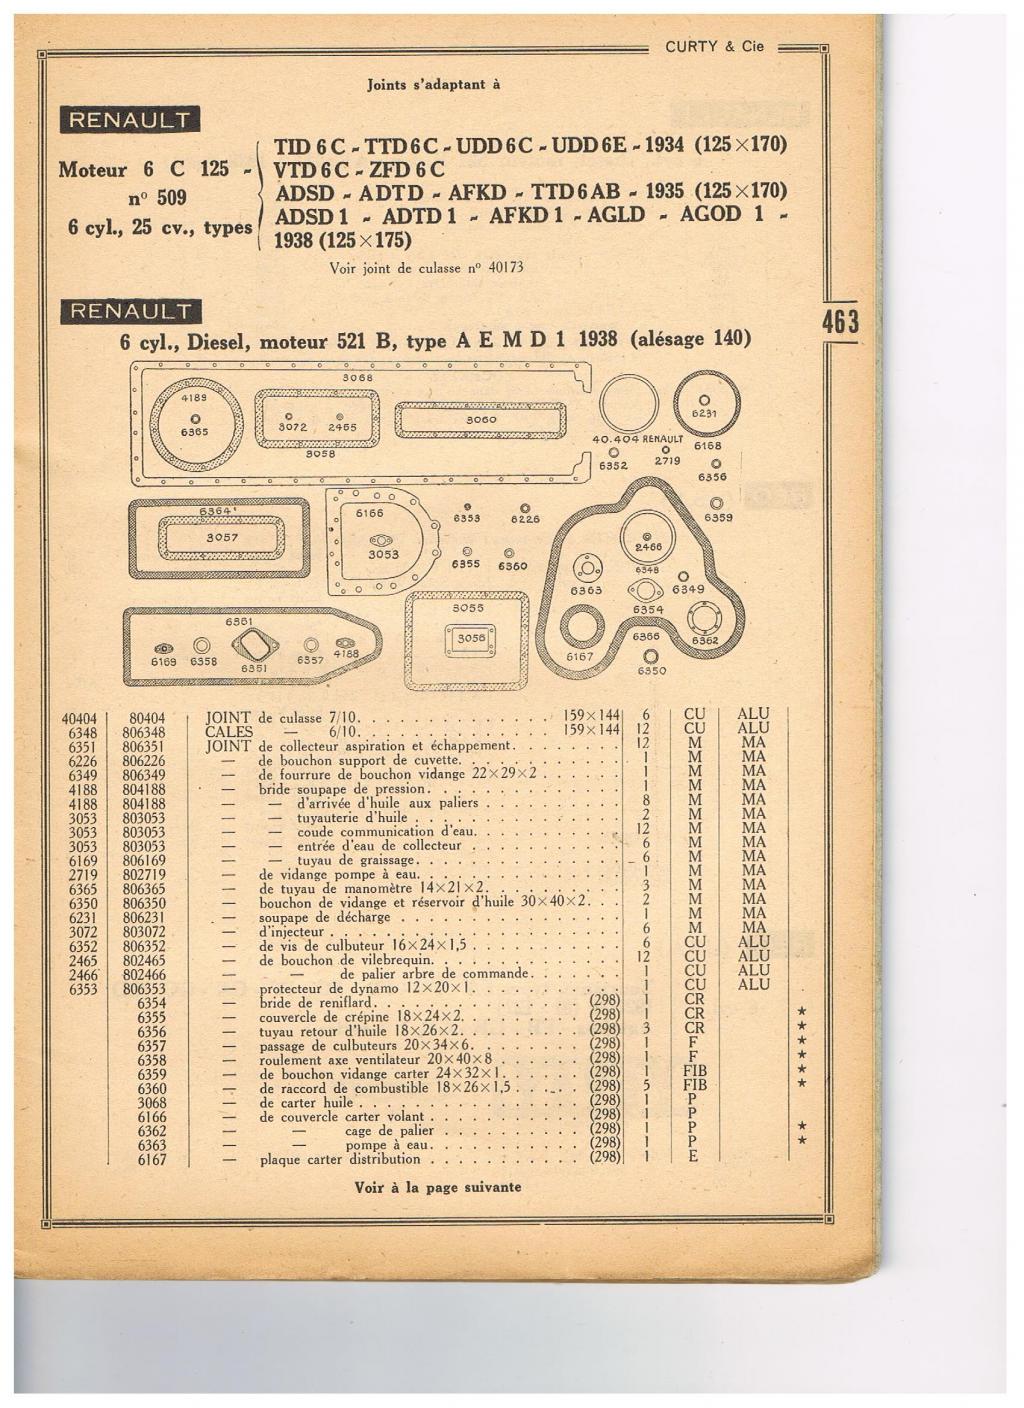 CURTY & Cie
Joints s'adaptant à
RENAULT
Moteur 6 C 125 -
nº 509
6 cyl., 25 cv., types
TID 6 C - TTD 6 C - UDD 6 C - UDD 6 E - 1934 (125×170)
VTD 6 C - ZFD 6 C
ADSD - ADTD - AFKD - TTD 6 AB - 1935 (125×170)
ADSD 1 - ADTD 1 - AFKD 1 - AGLD - AGOD 1 -
1938 (125×175)
Voir joint de culasse nº 40173
RENAULT
463
6 cyl., Diesel, moteur 521 B, type A E M D 1 1938 (alésage 140)
3068
4189
6365
3072 2465
3058
3060
40.404 RENAULT
6231
6168
6352
2719
6356
6364
3057
6166
3053
6353
6226
6355
6360
6359
2466
6348
6363
6349
6354
6366
6362
6167
6350
6361
6169
6358
6351
6357
4188
3055
3056
40404 80404 JOINT de culasse 7/10. 159×144 6 CU ALU
6348 806348 CALES — 6/10. 159×144 12 CU ALU
6351 806351 JOINT de collecteur aspiration et échappement. 12 M MA
6226 806226 — de bouchon support de cuvette. 1 M MA
6349 806349 — de fourrure de bouchon vidange 22×29×2 1 M MA
4188 804188 — bride soupape de pression. 1 M MA
4188 804188 — — d'arrivée d'huile aux paliers 8 M MA
3053 803053 — — tuyauterie d'huile 2 M MA
3053 803053 — — coude communication d'eau. 12 M MA
3053 803053 — — entrée d'eau de collecteur 6 M MA
6169 806169 — — tuyau de graissage. 6 M MA
2719 802719 — de vidange pompe à eau. 1 M MA
6365 806365 — de tuyau de manomètre 14×21×2. 3 M MA
6350 806350 — bouchon de vidange et réservoir d'huile 30×40×2. 2 M MA
6231 806231 — soupape de décharge 1 M MA
3072 803072 — d'injecteur 6 M MA
6352 806352 — de vis de culbuteur 16×24×1,5 6 CU ALU
2465 802465 — de bouchon de vilebrequin. 12 CU ALU
2466 802466 — — de palier arbre de commande. 1 CU ALU
6353 806353 — protecteur de dynamo 12×20×1. 1 CU ALU
6354 — bride de reniflard. (298) 1 CR
6355 — couvercle de crépine 18×24×2. (298) 1 CR ★
6356 — tuyau retour d'huile 18×26×2. (298) 3 CR ★
6357 — passage de culbuteurs 20×34×6. (298) 1 F ★
6358 — roulement axe ventilateur 20×40×8 (298) 1 F ★
6359 — de bouchon vidange carter 24×32×1. (298) 1 FIB ★
6360 — de raccord de combustible 18×26×1,5 (298) 5 FIB ★
3068 — de carter huile (298) 1 P
6166 — de couvercle carter volant (298) 1 P
6362 — — cage de palier (298) 1 P ★
6363 — — pompe à eau. (298) 1 P ★
6167 — plaque carter distribution (298) 1 E
Voir à la page suivante